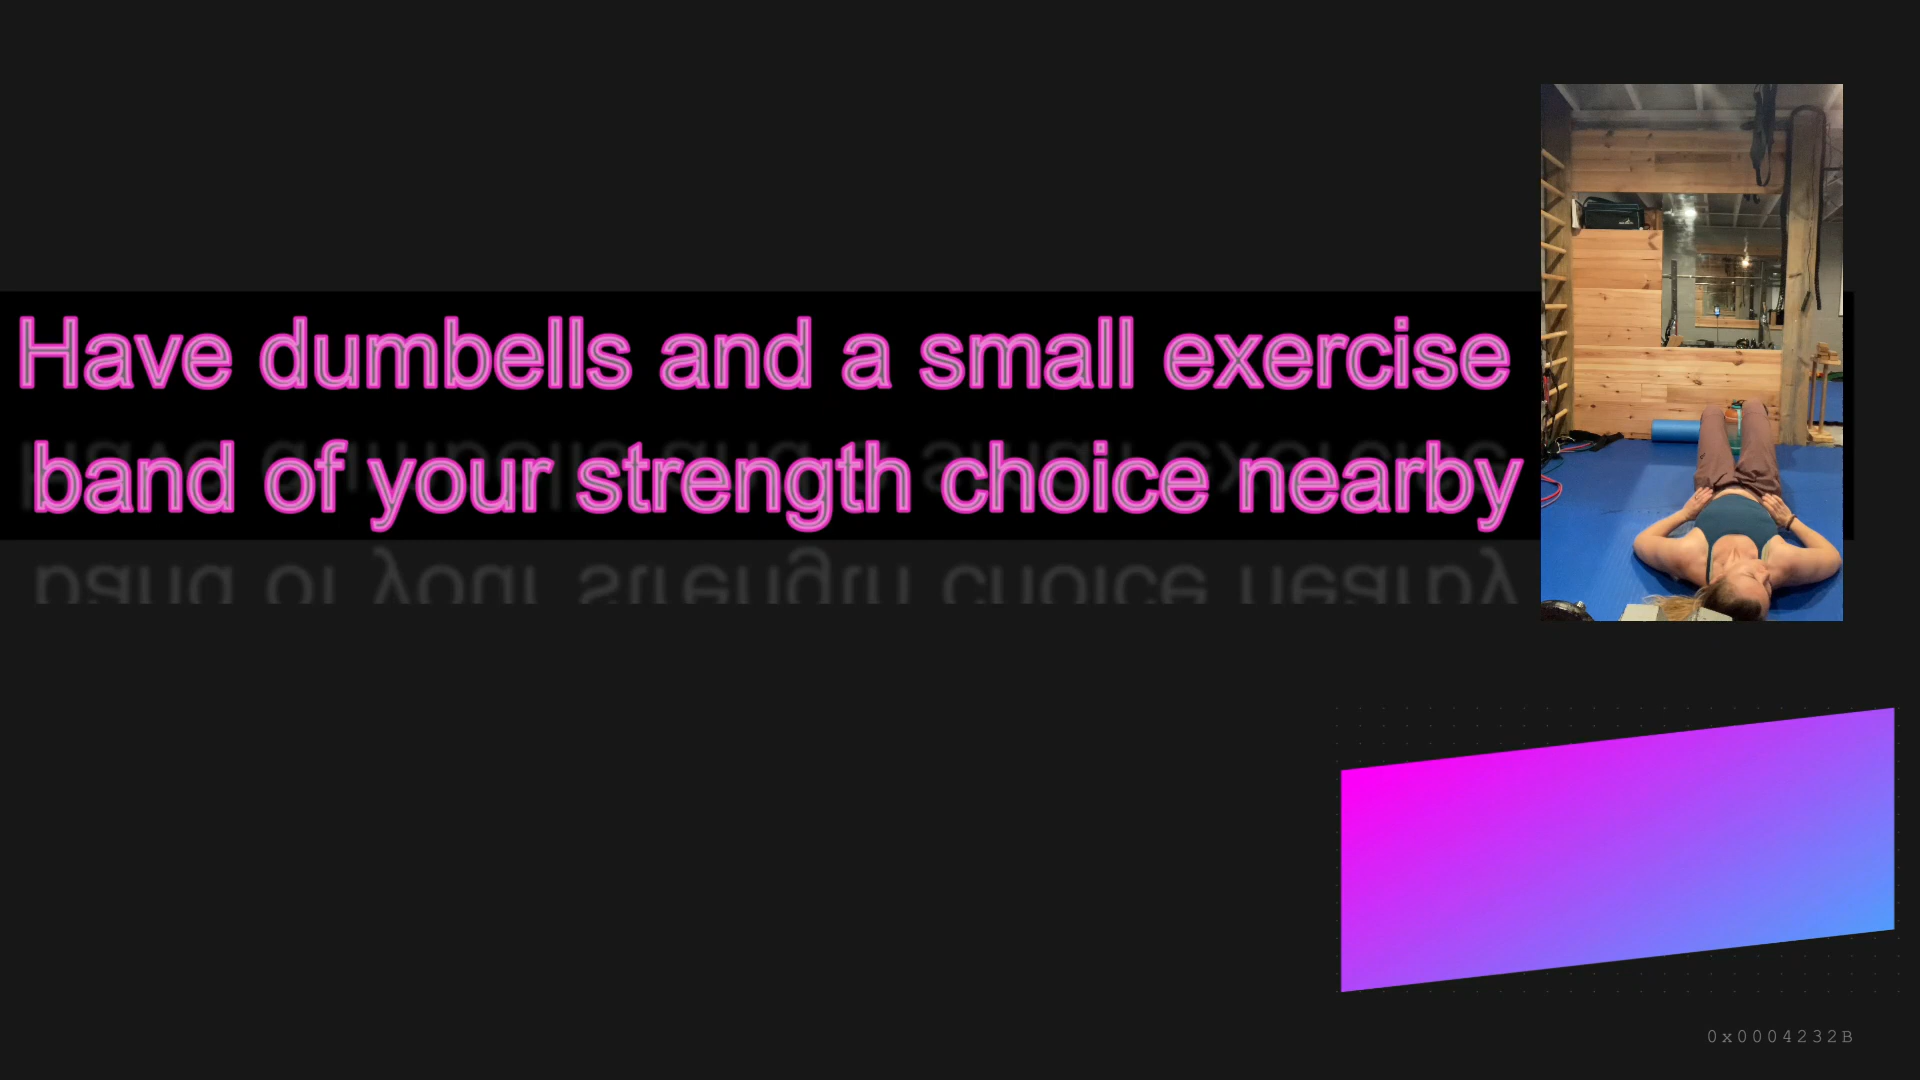 Have dumbells and a small exercise
band of your strength choice nearby
0x0004232B